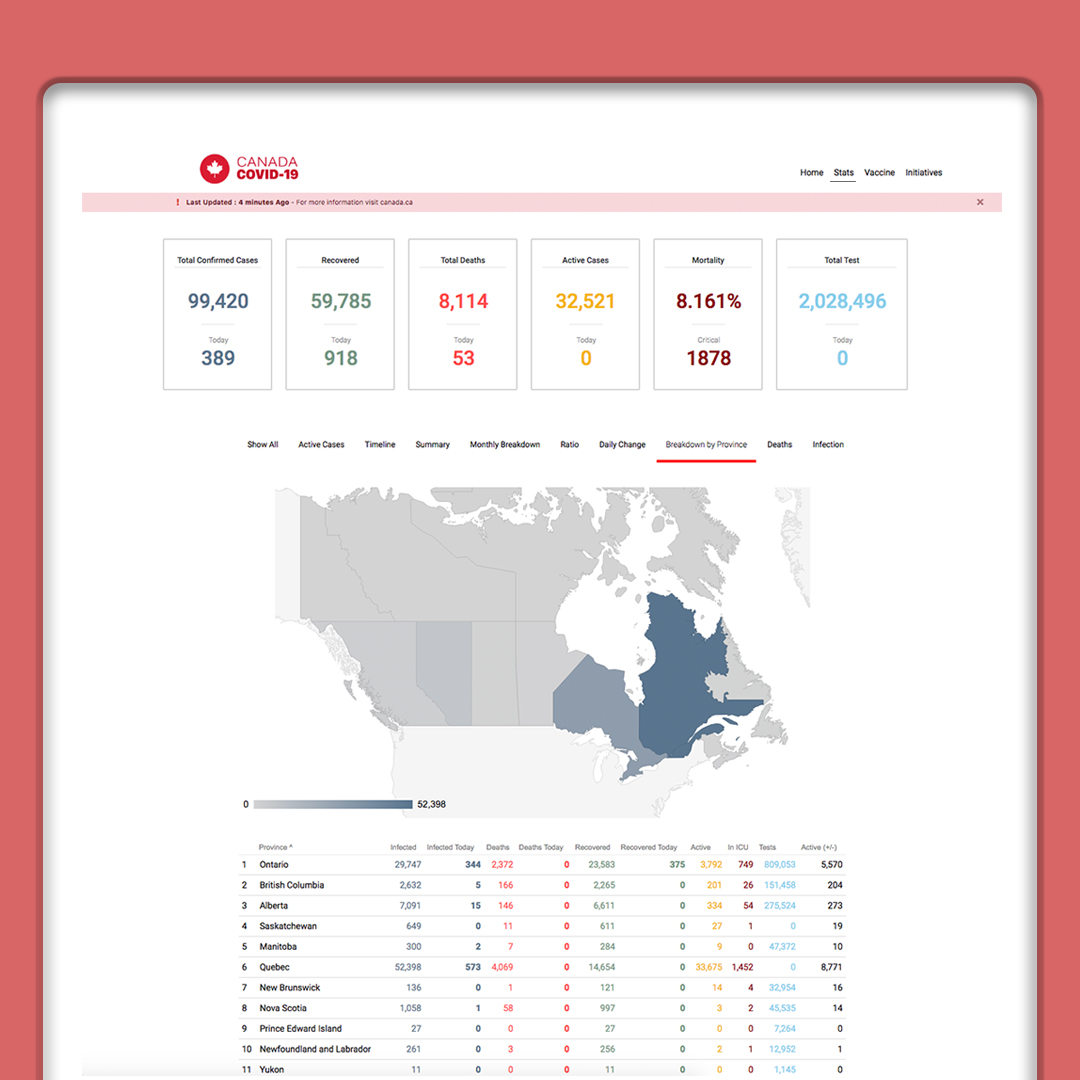 CANADA
COVID-19
Home Stats Vaccine Initiatives
! Last Updated : 4 minutes Ago - For more information visit canada.ca ×
Total Confirmed Cases Recovered Total Deaths Active Cases Mortality Total Test
99,420 59,785 8,114 32,521 8.161% 2,028,496
Today Today Today Today Critical Today
389 918 53 0 1878 0
Show All Active Cases Timeline Summary Monthly Breakdown Ratio Daily Change Breakdown by Province Deaths Infection
0 52,398
Province ^ Infected Infected Today Deaths Deaths Today Recovered Recovered Today Active In ICU Tests Active (+/-)
1 Ontario 29,747 344 2,372 0 23,583 375 3,792 749 809,053 5,570
2 British Columbia 2,632 5 166 0 2,265 0 201 26 151,458 204
3 Alberta 7,091 15 146 0 6,611 0 334 54 275,524 273
4 Saskatchewan 649 0 11 0 611 0 27 1 0 19
5 Manitoba 300 2 7 0 284 0 9 0 47,372 10
6 Quebec 52,398 573 4,069 0 14,654 0 33,675 1,452 0 8,771
7 New Brunswick 136 0 1 0 121 0 14 4 32,954 16
8 Nova Scotia 1,058 1 58 0 997 0 3 2 45,535 14
9 Prince Edward Island 27 0 0 0 27 0 0 0 7,264 0
10 Newfoundland and Labrador 261 0 3 0 256 0 2 1 12,952 1
11 Yukon 11 0 0 0 11 0 0 0 1,145 0